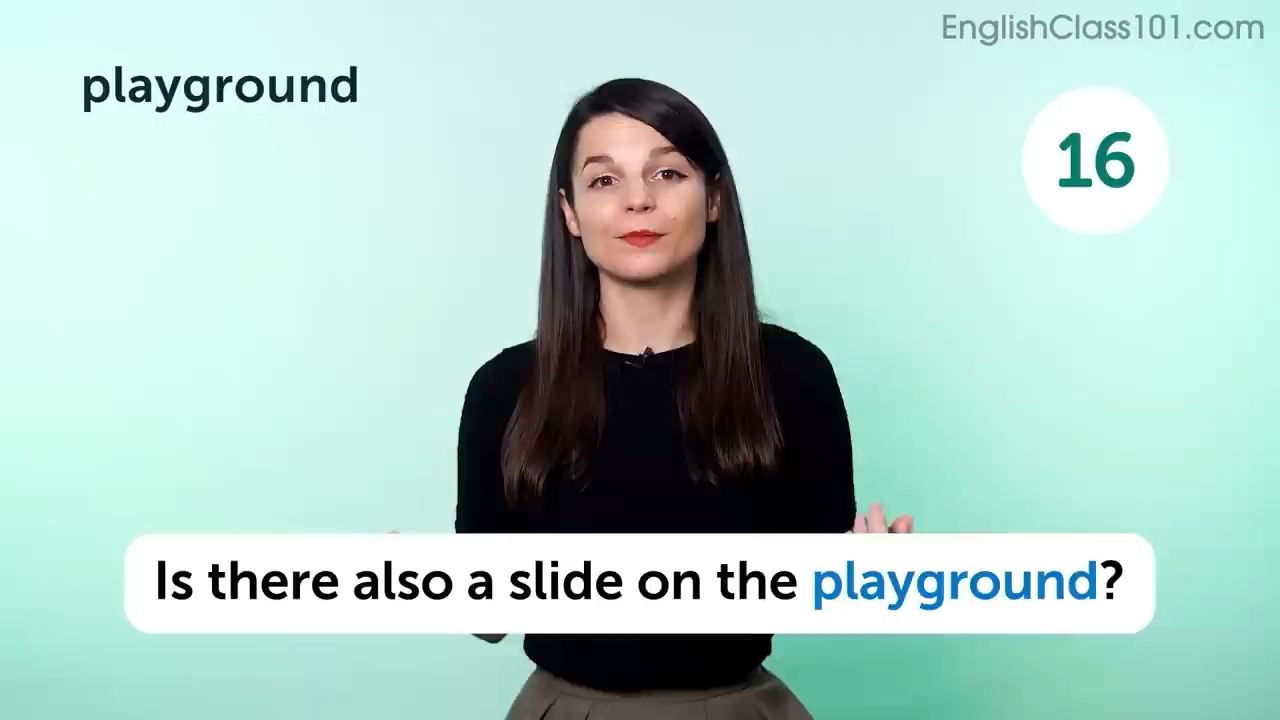 EnglishClass101.com
playground
16
Is there also a slide on the playground?